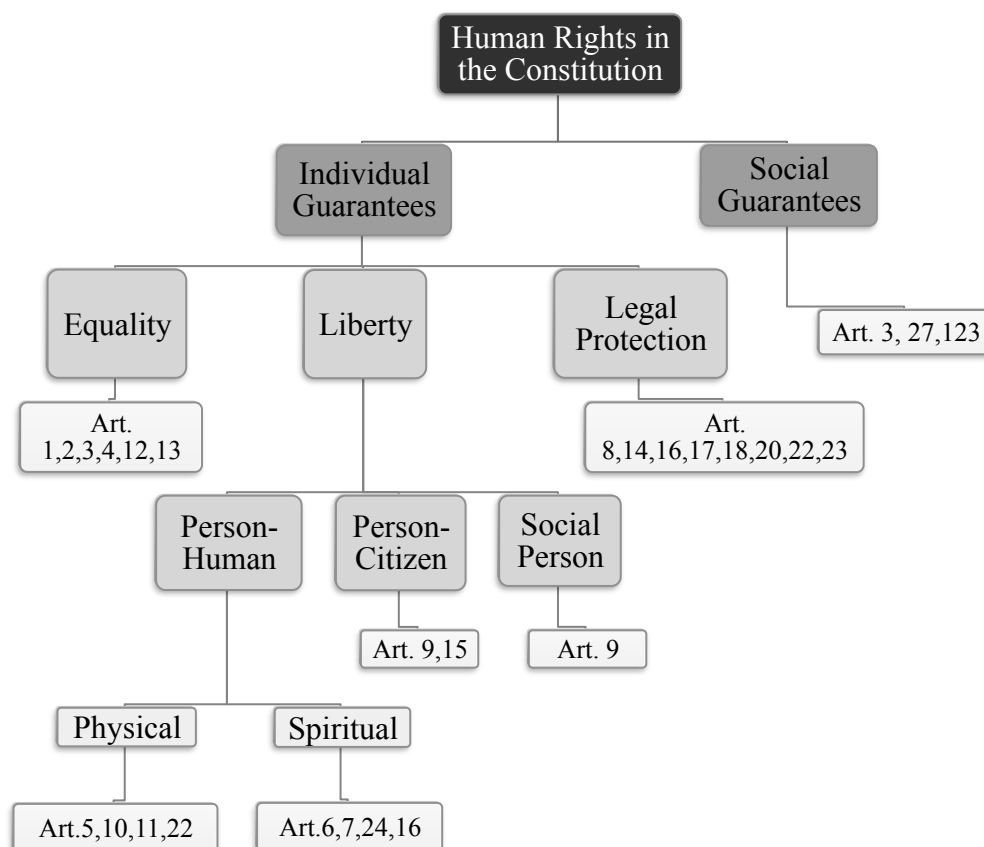 Human Rights in
the Constitution
Individual
Guarantees
Social
Guarantees
Equality
Liberty
Legal
Protection
Art. 3, 27,123
Art.
1,2,3,4,12,13
Art.
8,14,16,17,18,20,22,23
Person-
Human
Person-
Citizen
Social
Person
Art. 9,15
Art. 9
Physical
Spiritual
Art.5,10,11,22
Art.6,7,24,16